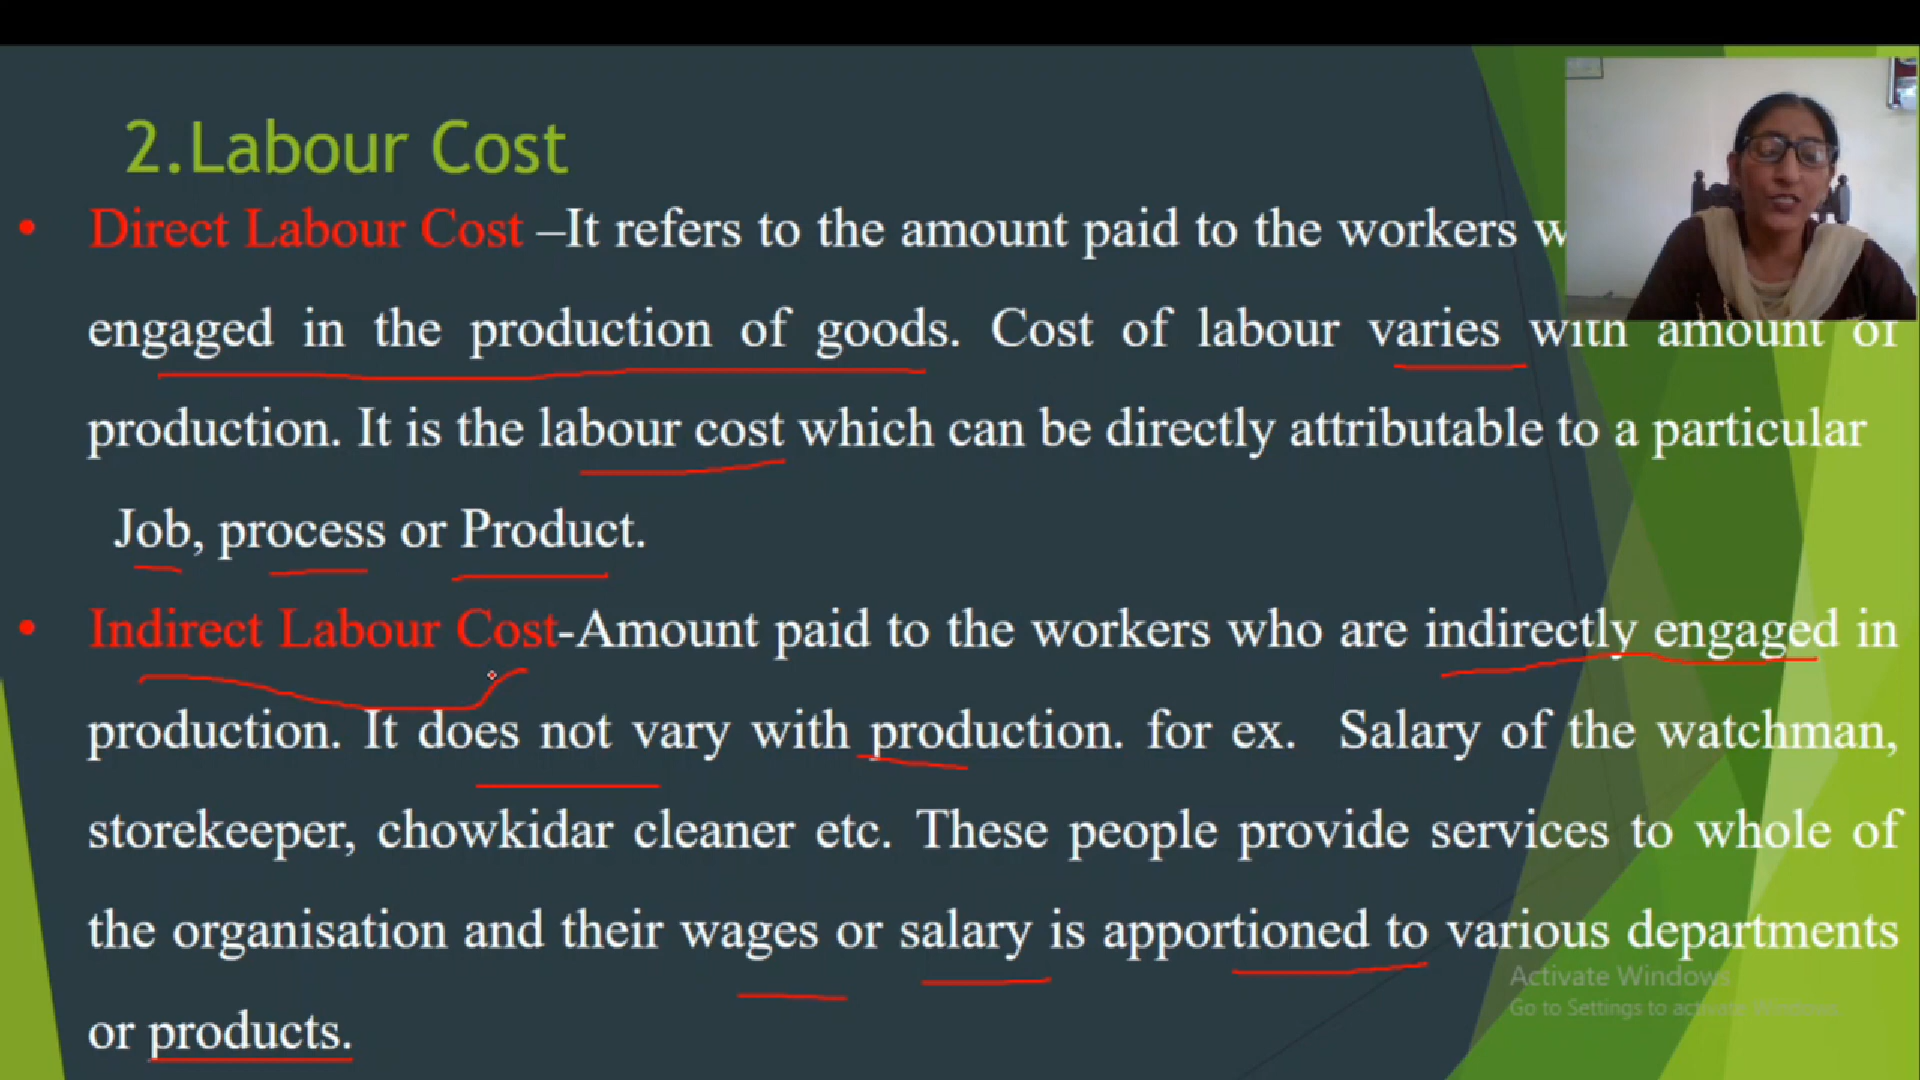 2.Labour Cost
• Direct Labour Cost –It refers to the amount paid to the workers
engaged in the production of goods. Cost of labour varies with amount of
production. It is the labour cost which can be directly attributable to a particular
Job, process or Product.
• Indirect Labour Cost-Amount paid to the workers who are indirectly engaged in
production. It does not vary with production. for ex. Salary of the watchman,
storekeeper, chowkidar cleaner etc. These people provide services to whole of
the organisation and their wages or salary is apportioned to various departments
or products.
Activate Windows
Go to Settings to activate Windows.